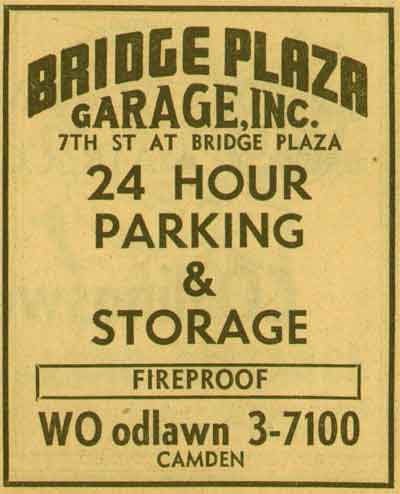 BRIDGE PLAZA
GARAGE, INC.
7TH ST AT BRIDGE PLAZA
24 HOUR
PARKING
&
STORAGE
FIREPROOF
WO odlawn 3-7100
CAMDEN